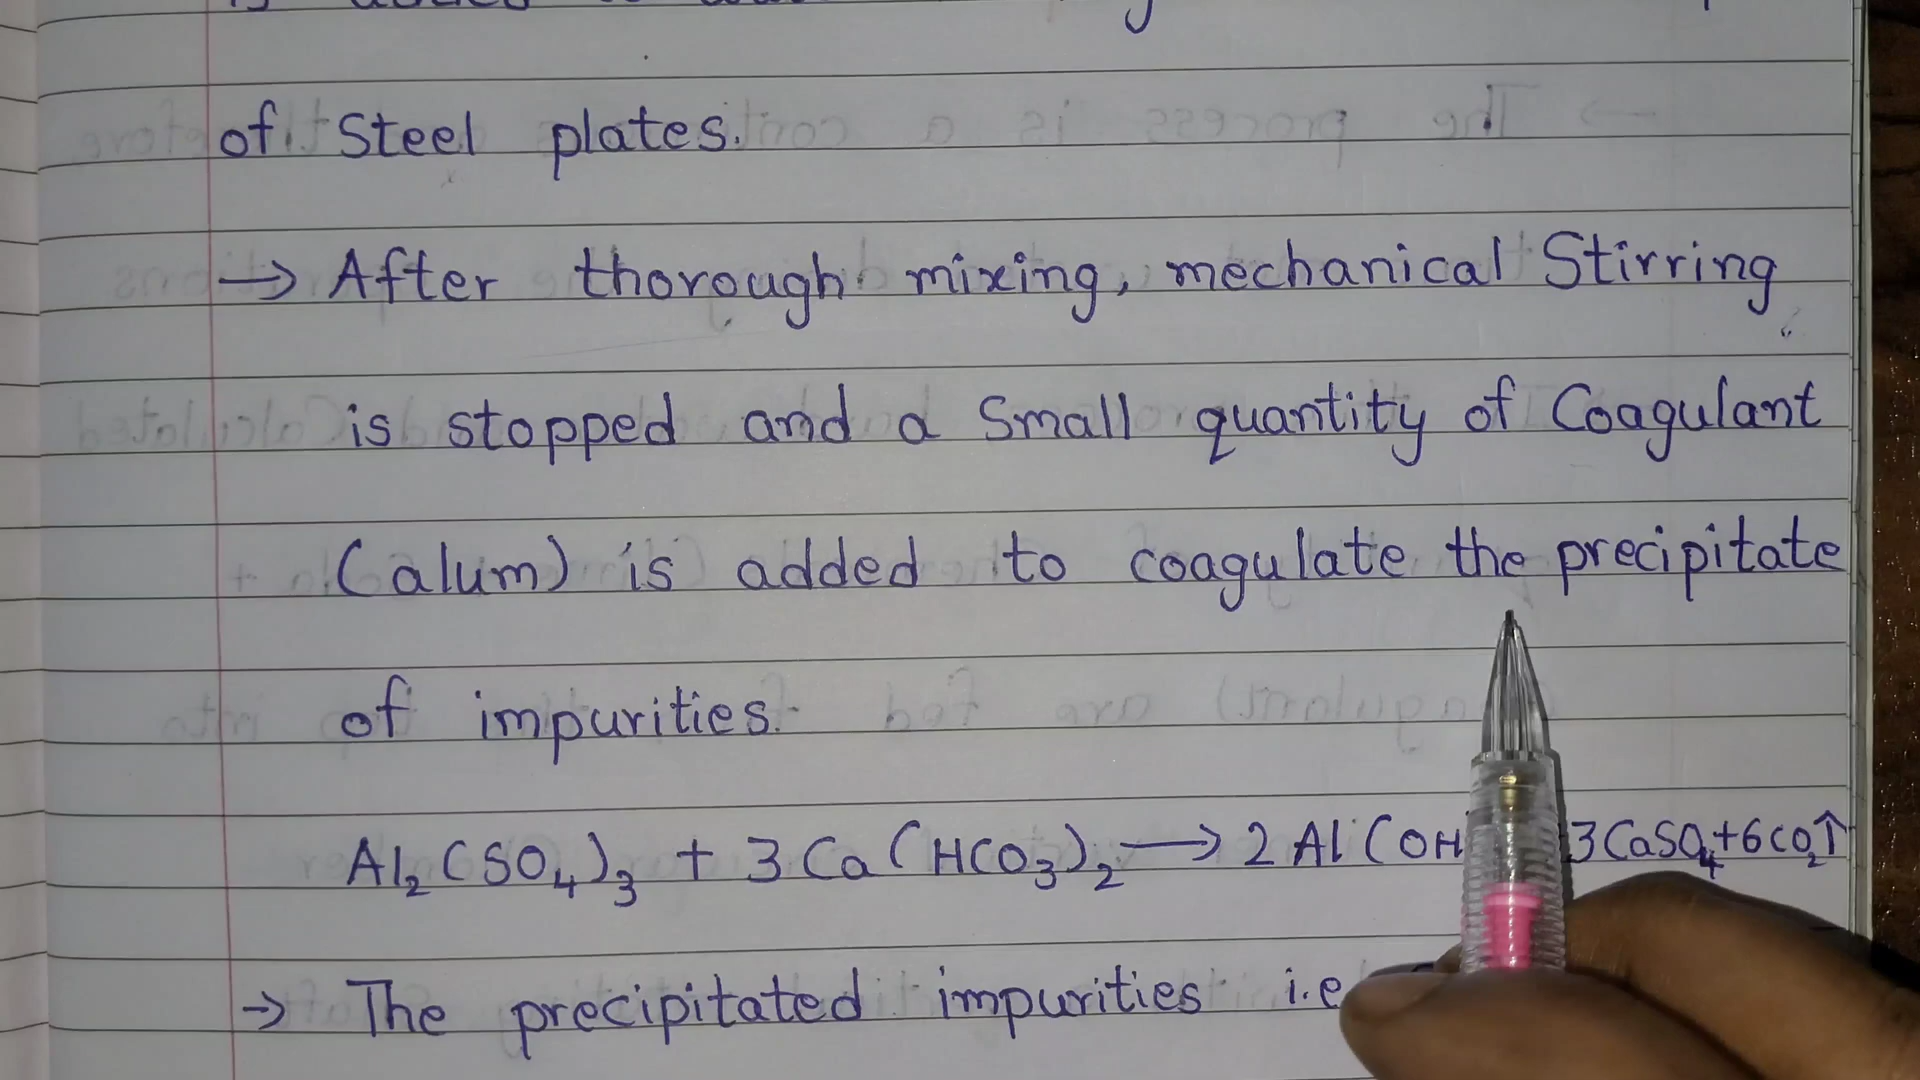 of Steel plates.
→ After thorough mixing, mechanical Stirring
is stopped and a Small quantity of Coagulant
(alum) is added to coagulate the precipitate
of impurities.
Al₂(SO₄)₃ + 3Ca(HCO₃)₂ → 2Al(OH 3CaSO₄+6CO₂↑
→ The precipitated impurities i.e